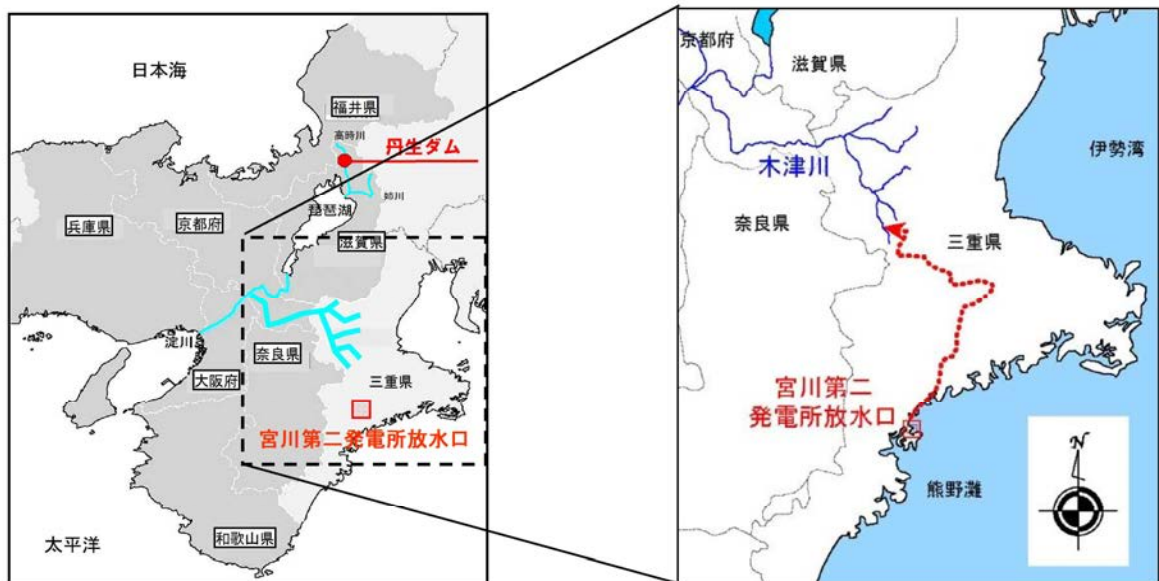 日本海
福井県
高時川
丹生ダム
姉川
琵琶湖
兵庫県
京都府
滋賀県
淀川
大阪府
奈良県
三重県
宮川第二発電所放水口
和歌山県
太平洋
京都府
滋賀県
伊勢湾
木津川
奈良県
三重県
宮川第二
発電所放水口
熊野灘
N